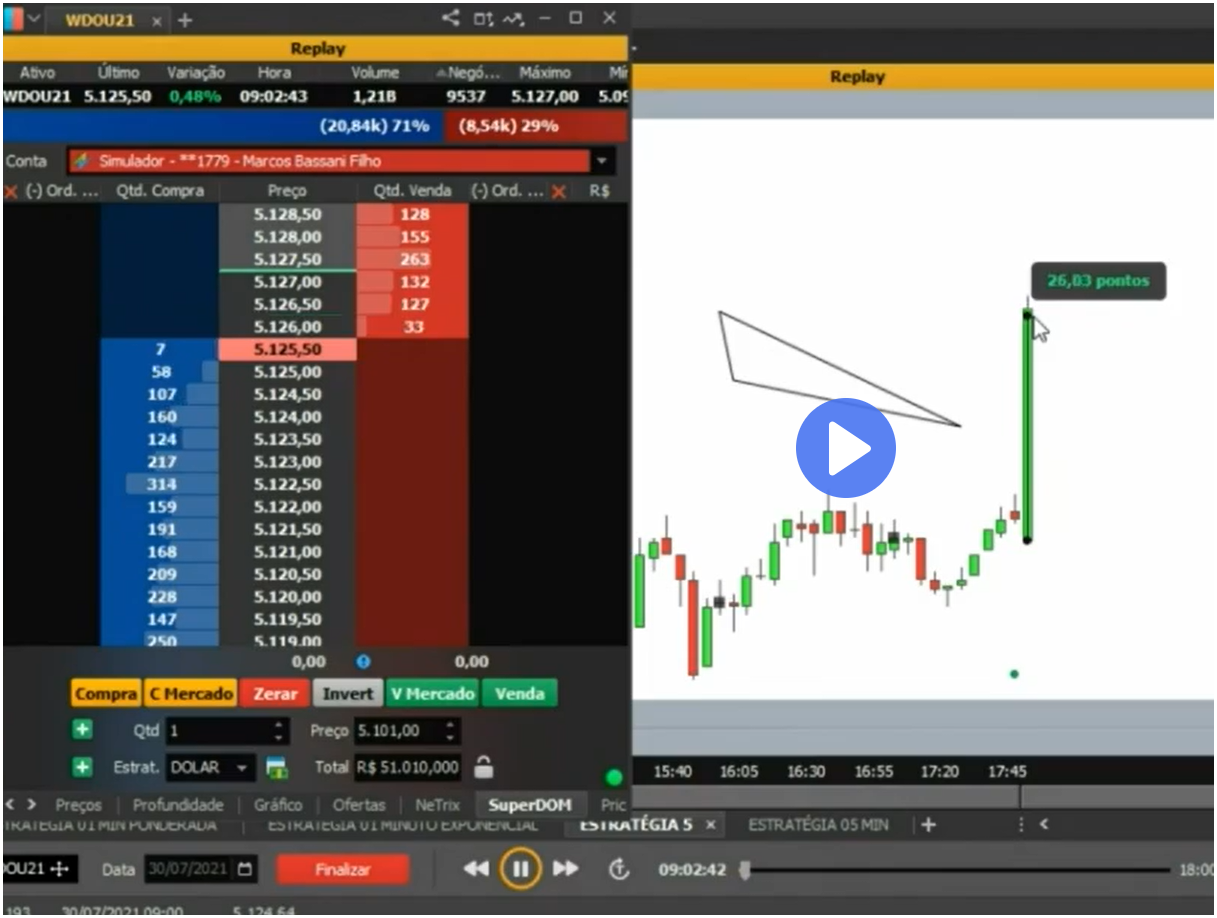 WDOU21 × +
Replay
Ativo Último Variação Hora Volume Negó... Máximo
WDOU21 5.125,50 0,48% 09:02:43 1,21B 9537 5.127,00
(20,84k) 71% (8,54k) 29%
Conta Simulador - **1779 - Marcos Bassani Filho
(-) Ord. ... Qtd. Compra Preço Qtd. Venda (-) Ord. ... R$
5.128,50 128
5.128,00 155
5.127,50 263
5.127,00 132
5.126,50 127
5.126,00 33
7 5.125,50
58 5.125,00
107 5.124,50
160 5.124,00
124 5.123,50
217 5.123,00
314 5.122,50
159 5.122,00
191 5.121,50
168 5.121,00
209 5.120,50
228 5.120,00
147 5.119,50
250 5.119,00
0,00 0,00
Compra C Mercado Zerar Invert V Mercado Venda
Qtd 1 Preço 5.101,00
Estrat. DOLAR Total R$ 51.010,000
Preços Profundidade Gráfico Ofertas NeTrix SuperDOM Pric
Replay
26,03 pontos
15:40 16:05 16:30 16:55 17:20 17:45
ESTRATÉGIA 01 MIN PONDERADA ESTRATÉGIA 01 MINUTO EXPONENCIAL ESTRATÉGIA 5 × ESTRATÉGIA 05 MIN +
OU21 Data 30/07/2021 Finalizar 09:02:42 18:00
193 30/07/2021 09:00 5.124,64